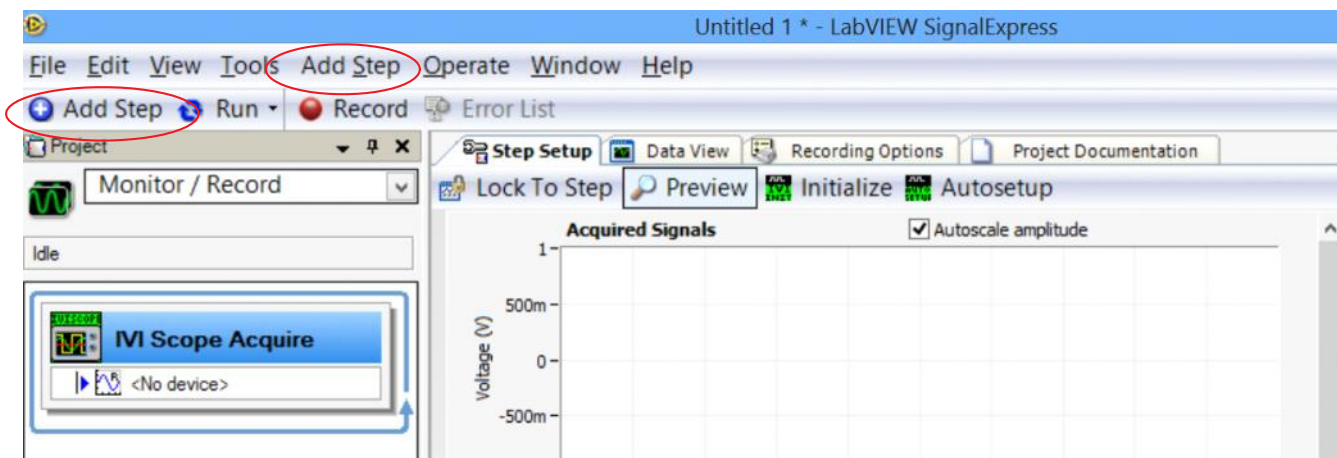 Untitled 1 * - LabVIEW SignalExpress
File Edit View Tools Add Step Operate Window Help
Add Step Run Record Error List
Project
Step Setup Data View Recording Options Project Documentation
Monitor / Record
Lock To Step Preview Initialize Autosetup
Acquired Signals Autoscale amplitude
Idle
1
500m
0
-500m
Voltage (V)
IVISCOPE
IVI Scope Acquire
<No device>